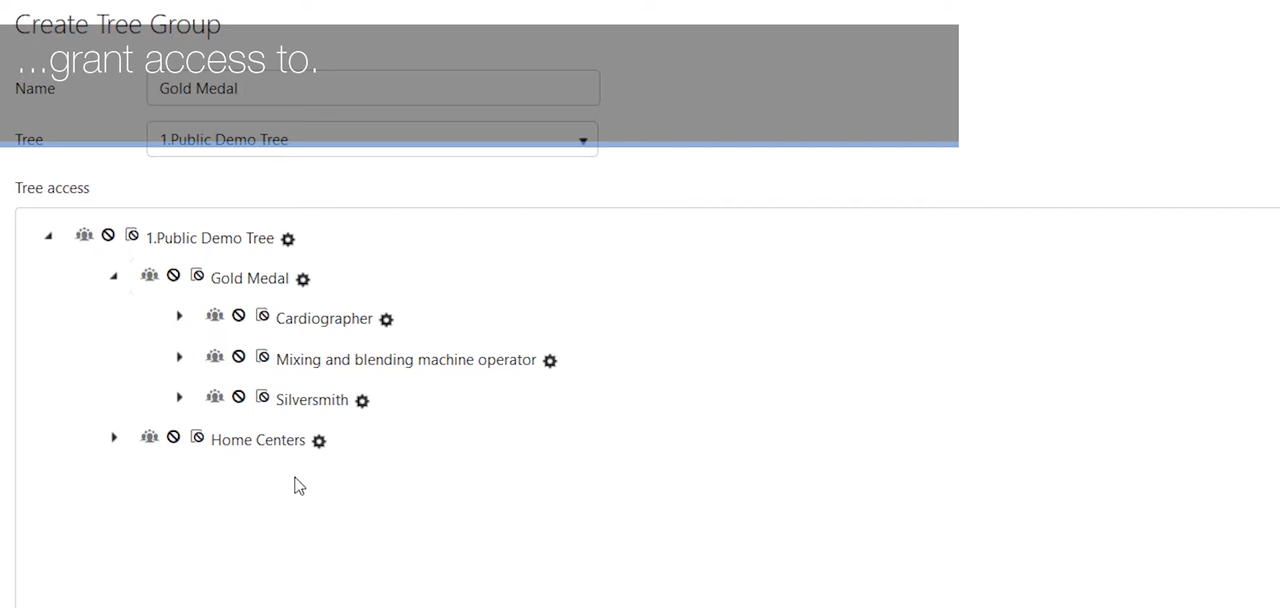 Create Tree Group
...grant access to.
Name
Gold Medal
Tree
1.Public Demo Tree
Tree access
1.Public Demo Tree
Gold Medal
Cardiographer
Mixing and blending machine operator
Silversmith
Home Centers